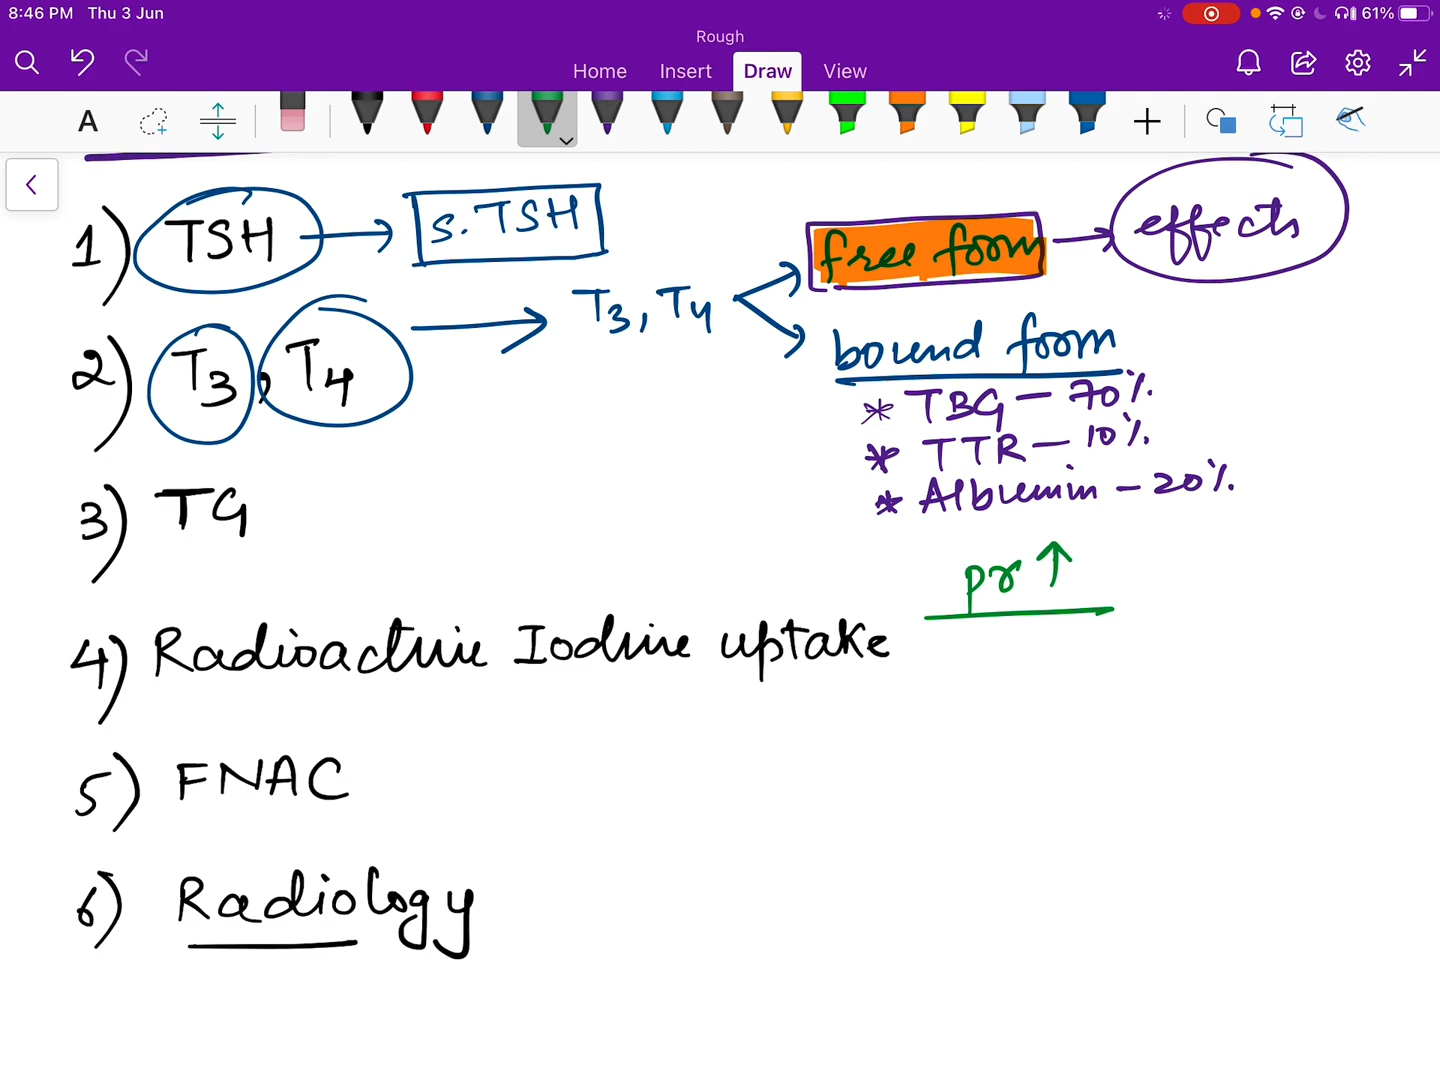 8:46 PM Thu 3 Jun
61%
Rough
Home Insert Draw View
A
1) TSH → s.TSH
free form → effects
2) T3, T4 → T3, T4
bound form
* TBG - 70%
* TTR - 10%
* Albumin - 20%
3) TG
pr ↑
4) Radioactive Iodine uptake
5) FNAC
6) Radiology